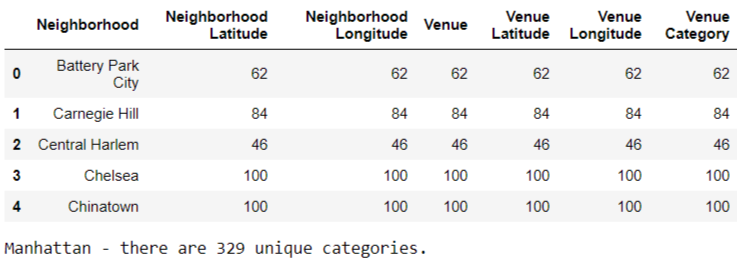 Neighborhood Neighborhood Latitude Neighborhood Longitude Venue Venue Latitude Venue Longitude Venue Category
0 Battery Park City 62 62 62 62 62 62
1 Carnegie Hill 84 84 84 84 84 84
2 Central Harlem 46 46 46 46 46 46
3 Chelsea 100 100 100 100 100 100
4 Chinatown 100 100 100 100 100 100
Manhattan - there are 329 unique categories.